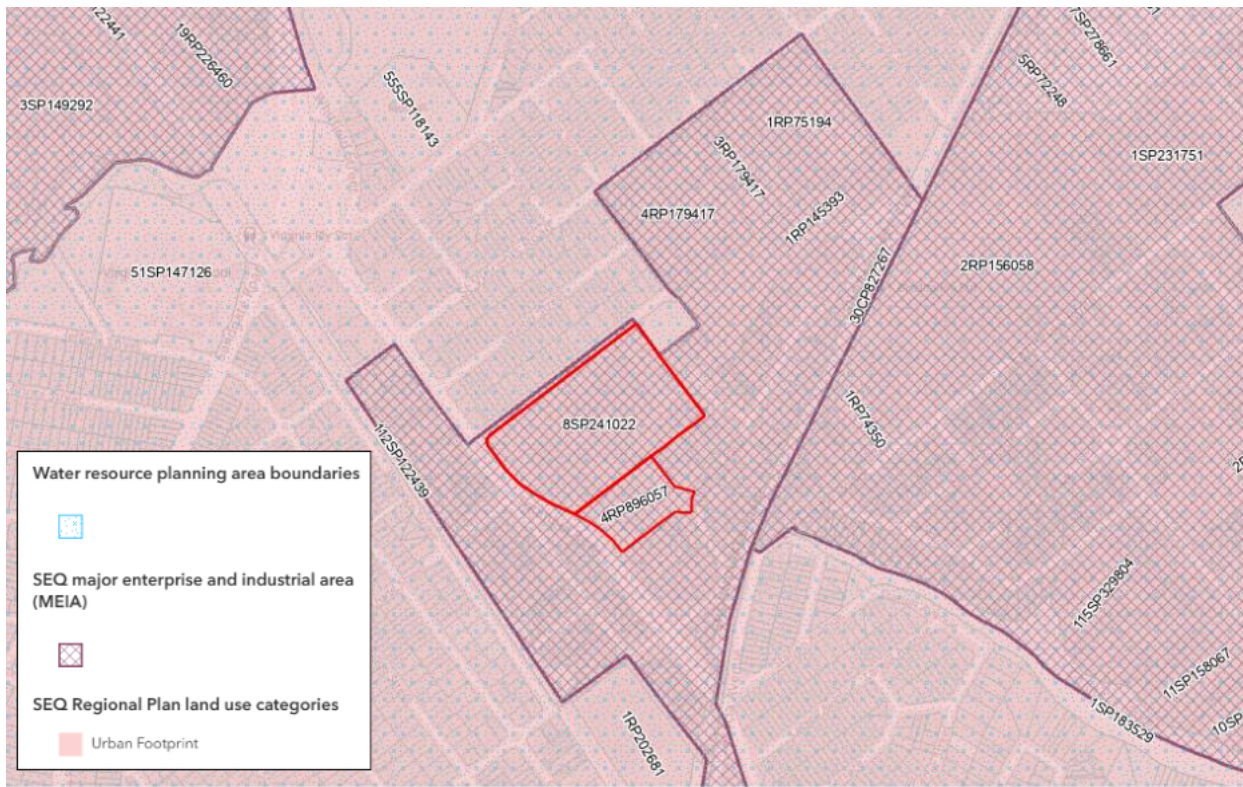 19RP226460
3SP149292
555SP118143
7SP278661
5RP72248
1RP75194
1SP231751
3RP179417
4RP179417
1RP145393
2RP156058
30CP827267
51SP147126
8SP241022
1RP74350
112SP122439
4RP896057
115SP329804
11SP158067
1SP183529
1RP202681
Water resource planning area boundaries
SEQ major enterprise and industrial area
(MEIA)
SEQ Regional Plan land use categories
Urban Footprint